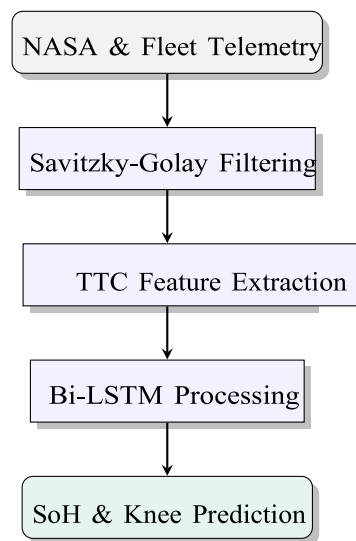 NASA & Fleet Telemetry
Savitzky-Golay Filtering
TTC Feature Extraction
Bi-LSTM Processing
SoH & Knee Prediction